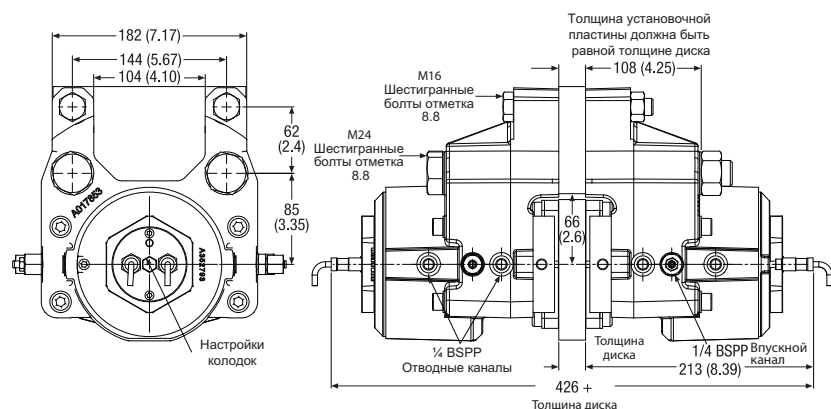 182 (7.17)
144 (5.67)
104 (4.10)
62
(2.4)
85
(3.35)
A017853
A362793
Настройки
колодок
Толщина установочной
пластины должна быть
равной толщине диска
108 (4.25)
M16
Шестигранные
болты отметка
8.8
M24
Шестигранные
болты отметка
8.8
66
(2.6)
¼ BSPP
Отводные каналы
Толщина
диска
1/4 BSPP Впускной
канал
213 (8.39)
426 +
Толщина диска